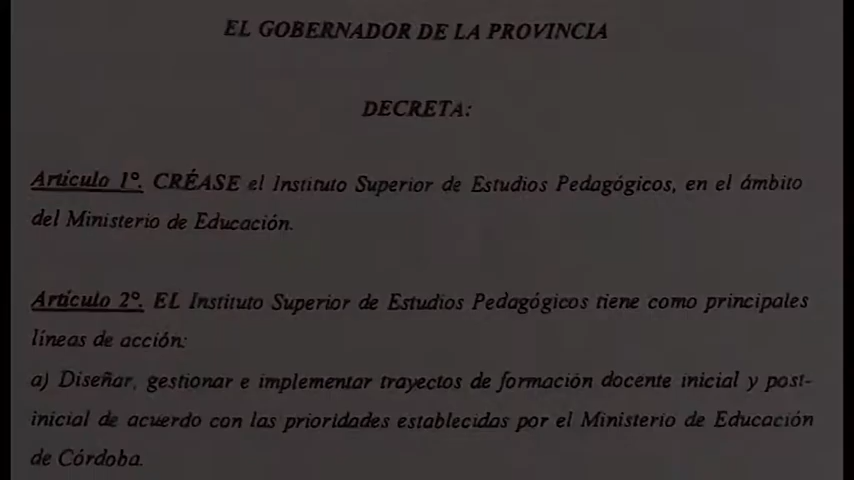 EL GOBERNADOR DE LA PROVINCIA
DECRETA:
Artículo 1º. CRÉASE el Instituto Superior de Estudios Pedagógicos, en el ámbito
del Ministerio de Educación.
Artículo 2º. EL Instituto Superior de Estudios Pedagógicos tiene como principales
líneas de acción:
a) Diseñar, gestionar e implementar trayectos de formación docente inicial y post-
inicial de acuerdo con las prioridades establecidas por el Ministerio de Educación
de Córdoba.